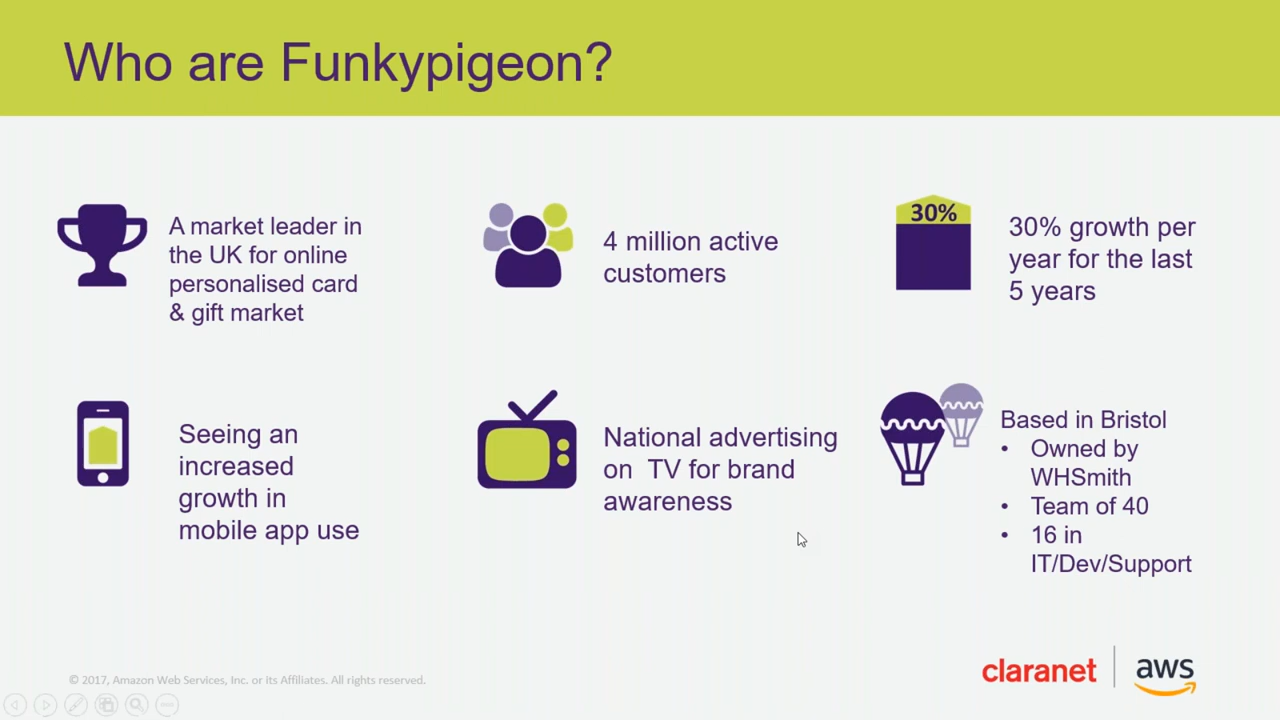 Who are Funkypigeon?
A market leader in
the UK for online
personalised card
& gift market
4 million active
customers
30%
30% growth per
year for the last
5 years
Seeing an
increased
growth in
mobile app use
National advertising
on  TV for brand
awareness
Based in Bristol
• Owned by
WHSmith
• Team of 40
• 16 in
IT/Dev/Support
© 2017, Amazon Web Services, Inc. or Its Affiliates. All rights reserved.
claranet | aws